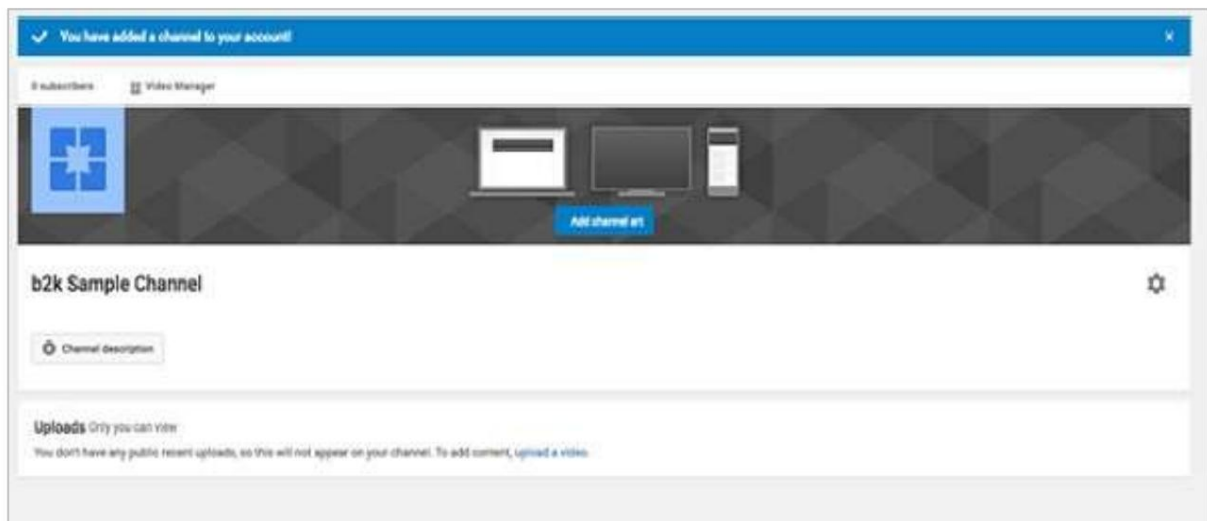 You have added a channel to your account!
0 subscribers Video Manager
Add channel art
b2k Sample Channel
Channel description
Uploads Only you can view
You don't have any public recent uploads, so this will not appear on your channel. To add content, upload a video.